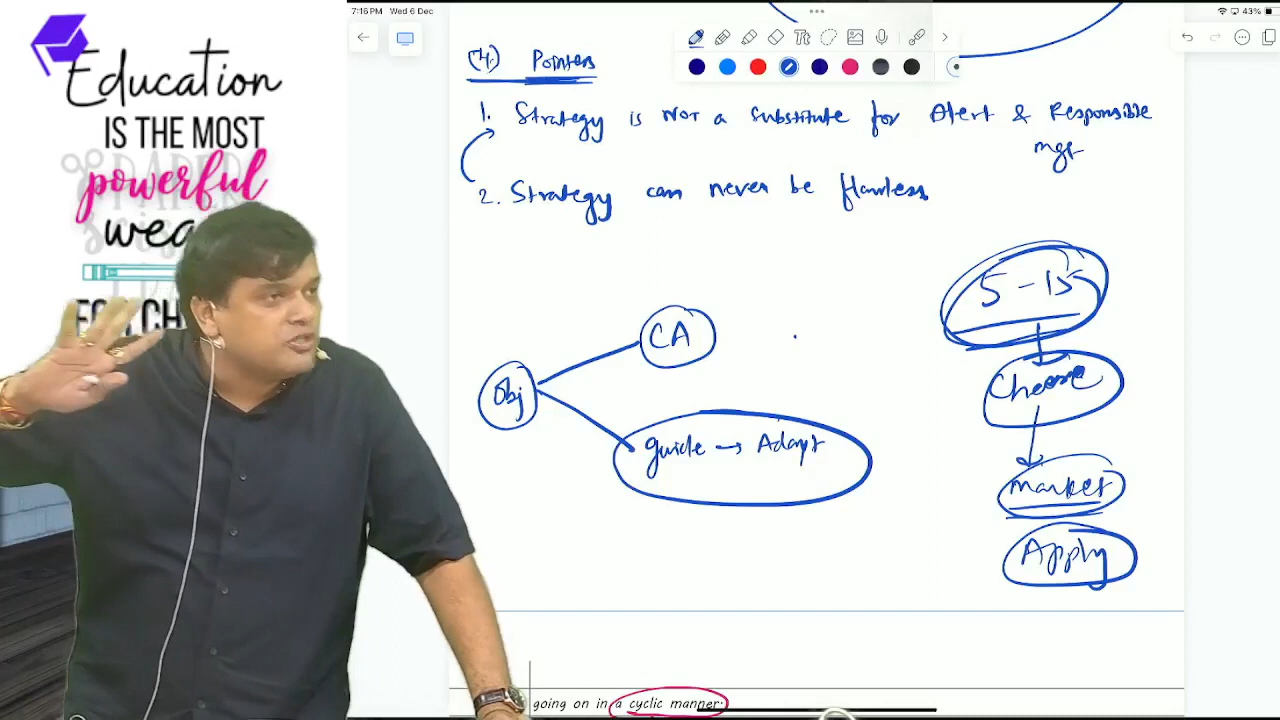 Education
IS THE MOST
powerful
wea
7:16 PM Wed 6 Dec
43%
(4.) Pointers
1. Strategy is NOT a substitute for Alert & Responsible
mgt
2. Strategy can never be flawless
5-15
CA
Obj
Choose
guide → Adapt
market
Apply
going on in a cyclic manner.